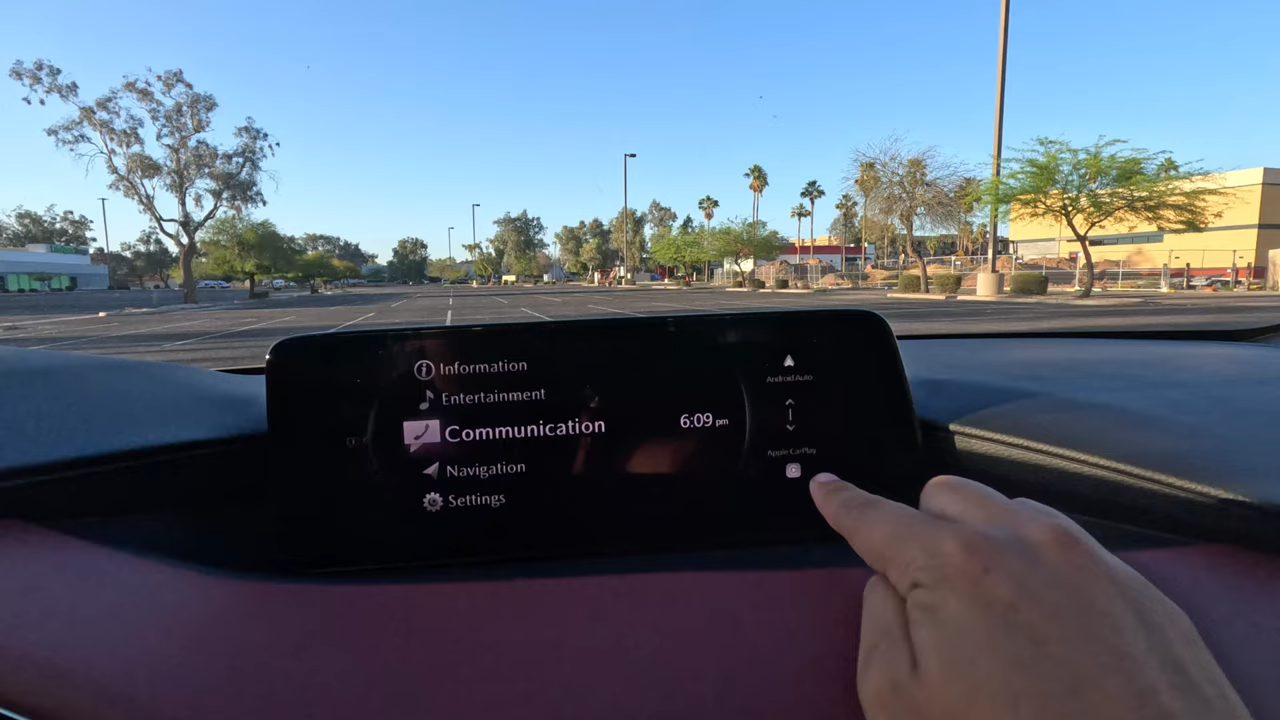 Information
Entertainment
Communication
Navigation
Settings
6:09 pm
Android Auto
Apple CarPlay